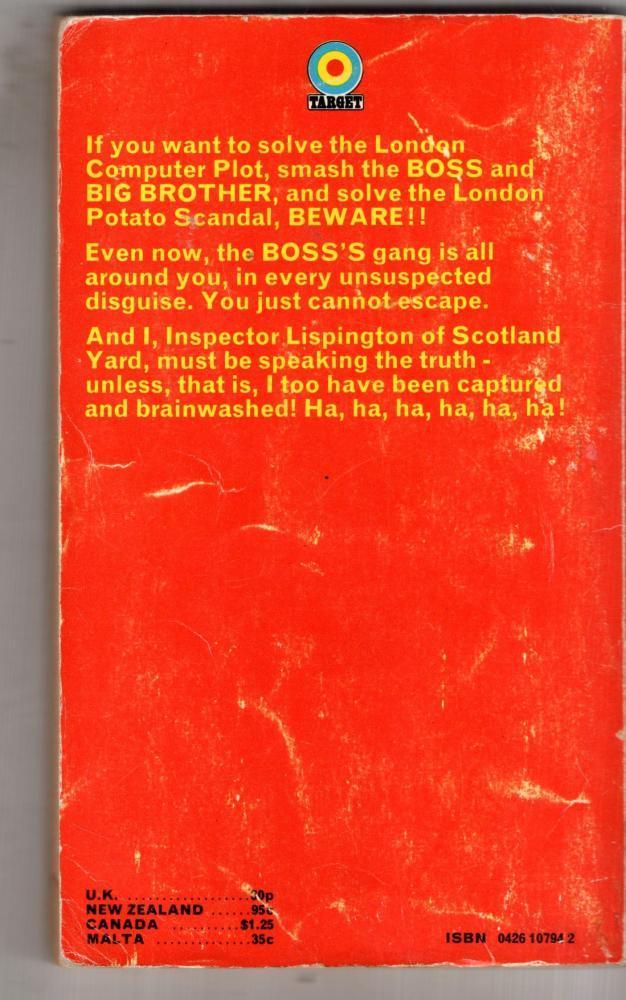 TARGET
If you want to solve the London
Computer Plot, smash the BOSS and
BIG BROTHER, and solve the London
Potato Scandal, BEWARE!!
Even now, the BOSS'S gang is all
around you, in every unsuspected
disguise. You just cannot escape.
And I, Inspector Lispington of Scotland
Yard, must be speaking the truth -
unless, that is, I too have been captured
and brainwashed! Ha, ha, ha, ha, ha, ha!
U.K. ..................
NEW ZEALAND ......95c
CANADA ..........$1.25
MALTA ..............35c
ISBN 0426 10794 2